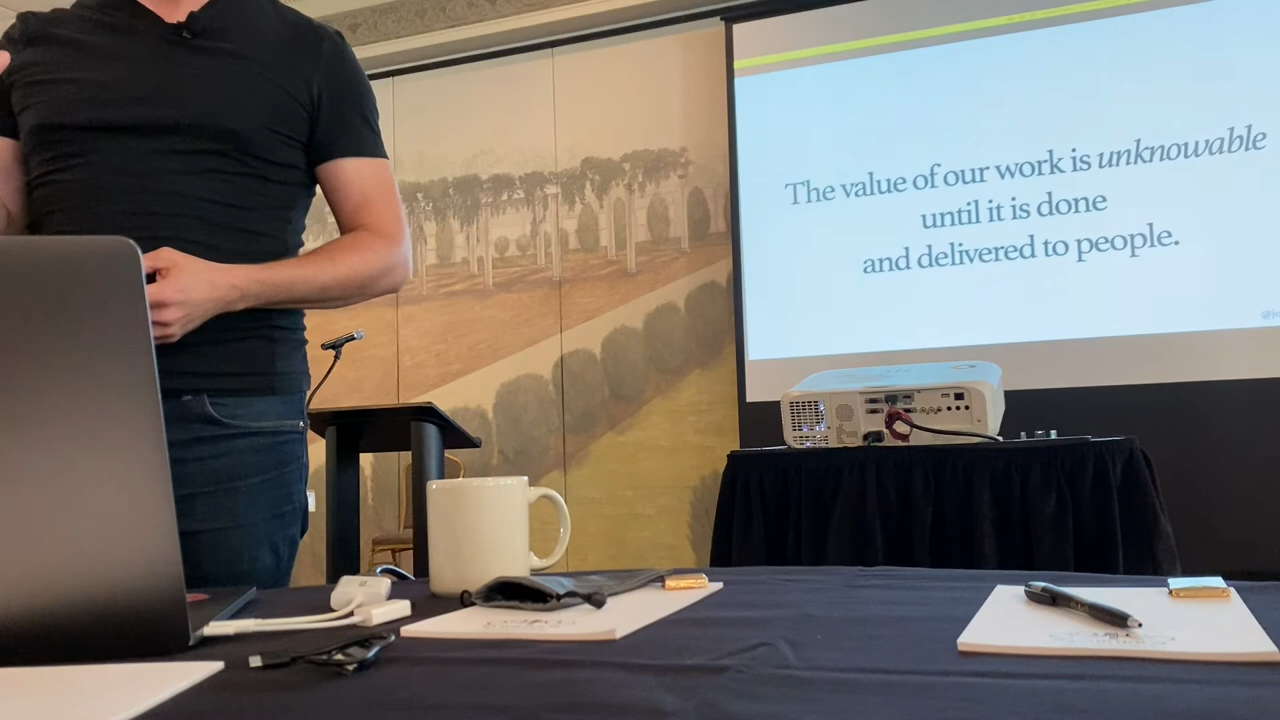 The value of our work is unknowable
until it is done
and delivered to people.